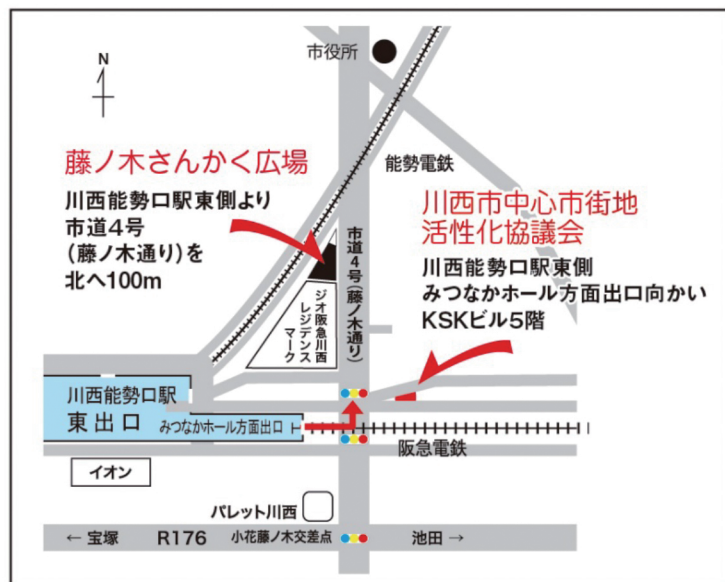 市役所
N
藤ノ木さんかく広場
川西能勢口駅東側より
市道4号
（藤ノ木通り）を
北へ100m
能勢電鉄
川西市中心市街地
活性化協議会
川西能勢口駅東側
みつなかホール方面出口向かい
KSKビル5階
市道4号（藤ノ木通り）
ジオ阪急川西
レジデンス
マーク
川西能勢口駅
東出口
みつなかホール方面出口
阪急電鉄
イオン
パレット川西
← 宝塚
R176
小花藤ノ木交差点
池田 →